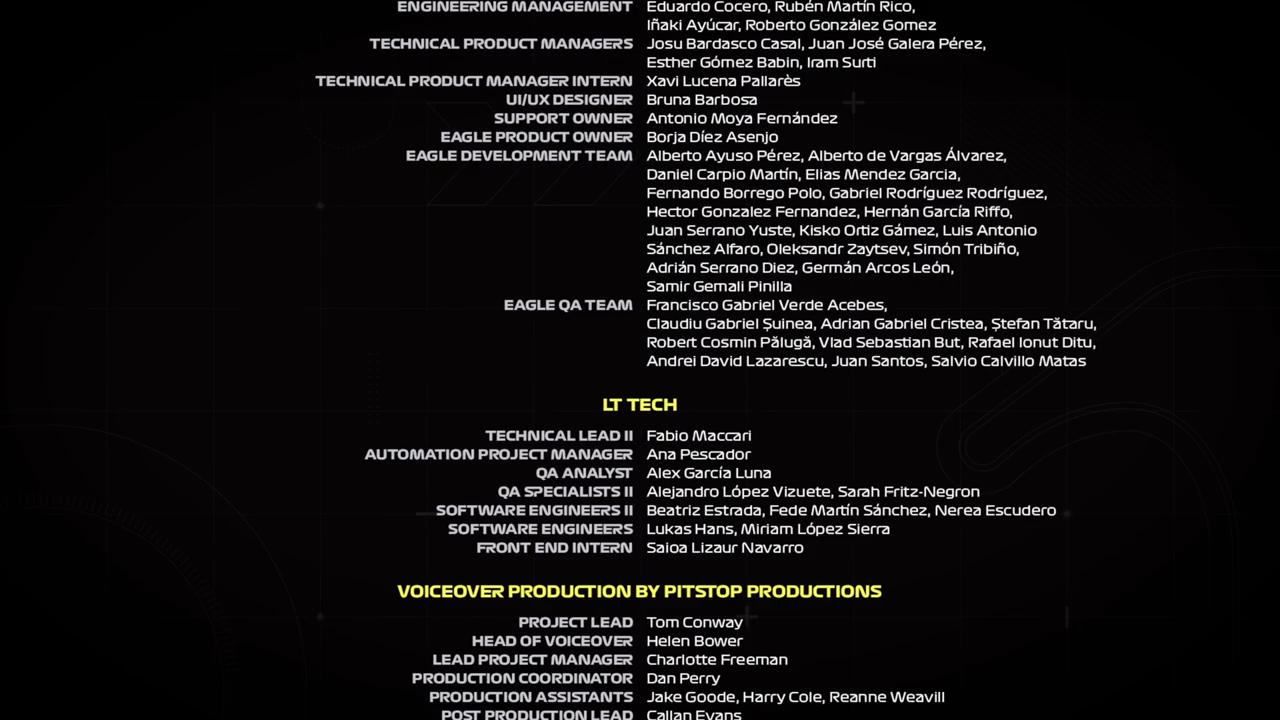 ENGINEERING MANAGEMENT Eduardo Cocero, Rubén Martín Rico,
Iñaki Ayúcar, Roberto González Gomez
TECHNICAL PRODUCT MANAGERS Josu Bardasco Casal, Juan José Galera Pérez,
Esther Gómez Babin, Iram Surti
TECHNICAL PRODUCT MANAGER INTERN Xavi Lucena Pallarès
UI/UX DESIGNER Bruna Barbosa
SUPPORT OWNER Antonio Moya Fernández
EAGLE PRODUCT OWNER Borja Díez Asenjo
EAGLE DEVELOPMENT TEAM Alberto Ayuso Pérez, Alberto de Vargas Álvarez,
Daniel Carpio Martín, Elias Mendez Garcia,
Fernando Borrego Polo, Gabriel Rodríguez Rodríguez,
Hector Gonzalez Fernandez, Hernán García Riffo,
Juan Serrano Yuste, Kisko Ortiz Gámez, Luis Antonio
Sánchez Alfaro, Oleksandr Zaytsev, Simón Tribiño,
Adrián Serrano Diez, Germán Arcos León,
Samir Gemali Pinilla
EAGLE QA TEAM Francisco Gabriel Verde Acebes,
Claudiu Gabriel Șuinea, Adrian Gabriel Cristea, Ștefan Tătaru,
Robert Cosmin Pălugă, Vlad Sebastian But, Rafael Ionut Ditu,
Andrei David Lazarescu, Juan Santos, Salvio Calvillo Matas
LT TECH
TECHNICAL LEAD II Fabio Maccari
AUTOMATION PROJECT MANAGER Ana Pescador
QA ANALYST Alex García Luna
QA SPECIALISTS II Alejandro López Vizuete, Sarah Fritz-Negron
SOFTWARE ENGINEERS II Beatriz Estrada, Fede Martín Sánchez, Nerea Escudero
SOFTWARE ENGINEERS Lukas Hans, Miriam López Sierra
FRONT END INTERN Saioa Lizaur Navarro
VOICEOVER PRODUCTION BY PITSTOP PRODUCTIONS
PROJECT LEAD Tom Conway
HEAD OF VOICEOVER Helen Bower
LEAD PROJECT MANAGER Charlotte Freeman
PRODUCTION COORDINATOR Dan Perry
PRODUCTION ASSISTANTS Jake Goode, Harry Cole, Reanne Weavill
POST PRODUCTION LEAD Callan Evans